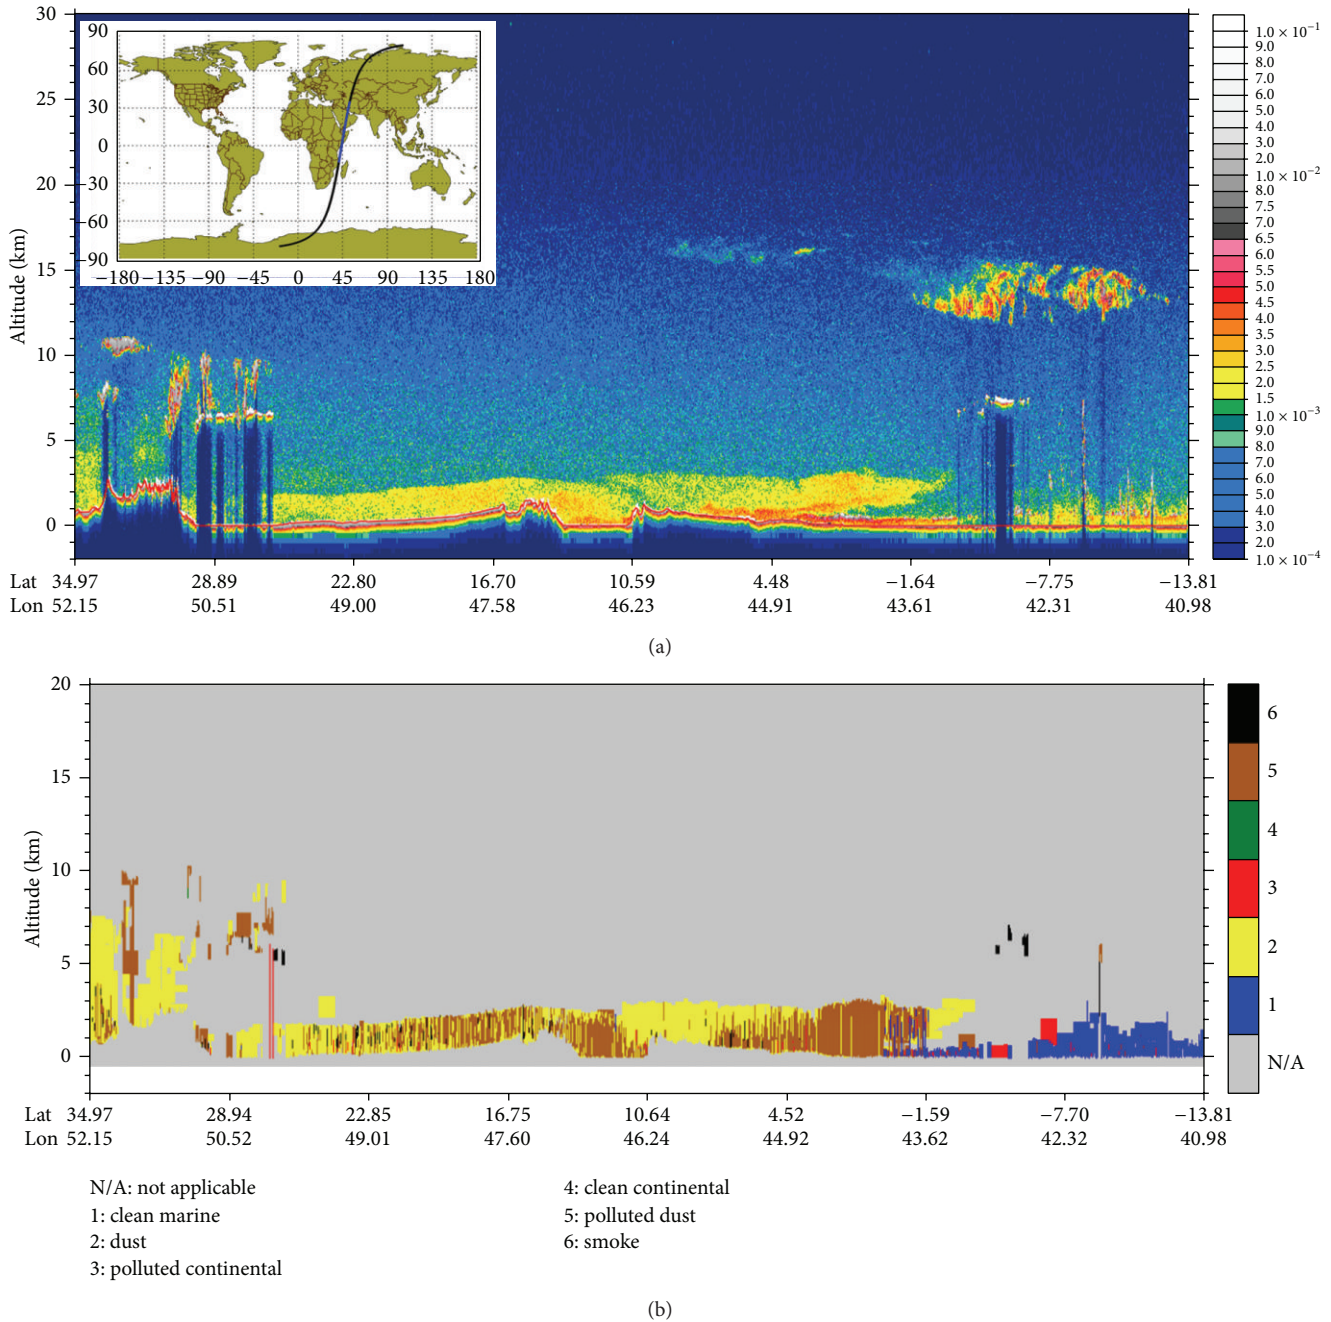 (a)
30
25
20
15
10
5
0
Altitude (km)
90
60
30
0
30
60
90
−180 −135 −90 −45 0 45 90 135 180
1.0 × 10⁻¹
9.0
8.0
7.0
6.0
5.0
4.0
3.0
2.0
1.0 × 10⁻²
8.0
7.5
7.0
6.5
6.0
5.5
5.0
1.5
4.0
3.5
3.0
2.5
2.0
1.5
1.0 × 10⁻³
9.0
8.0
7.0
6.0
5.0
4.0
3.0
2.0
1.0 × 10⁻⁴
Lat 34.97 28.89 22.80 16.70 10.59 4.48 −1.64 −7.75 −13.81
Lon 52.15 50.51 49.00 47.58 46.23 44.91 43.61 42.31 40.98
(a)
20
15
10
5
0
Altitude (km)
6
5
4
3
2
1
N/A
Lat 34.97 28.94 22.85 16.75 10.64 4.52 −1.59 −7.70 −13.81
Lon 52.15 50.52 49.01 47.60 46.24 44.92 43.62 42.32 40.98
N/A: not applicable
1: clean marine
2: dust
3: polluted continental
4: clean continental
5: polluted dust
6: smoke
(b)